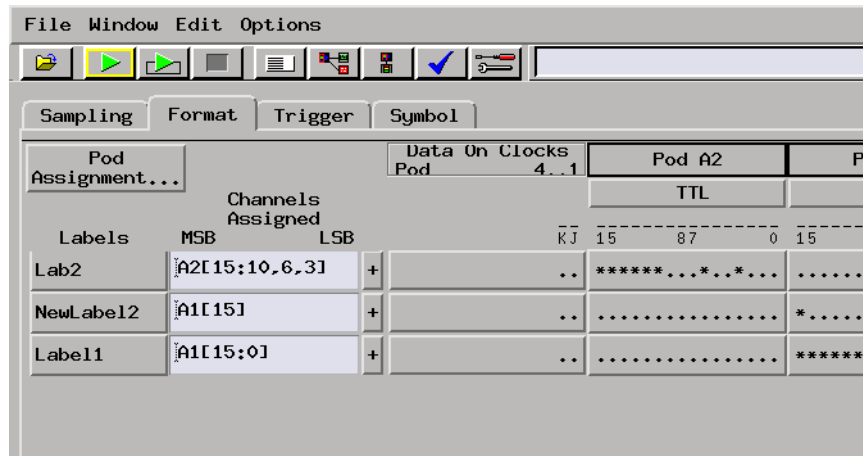 File Window Edit Options
Sampling Format Trigger Symbol
Pod Assignment...
Data On Clocks
Pod 4..1
Pod A2
P
TTL
Channels
Assigned
Labels MSB LSB KJ 15 87 0 15
Lab2 A2[15:10,6,3] + .. ******...*..*... ......
NewLabel2 A1[15] + .. ................ *.....
Label1 A1[15:0] + .. ................ ******